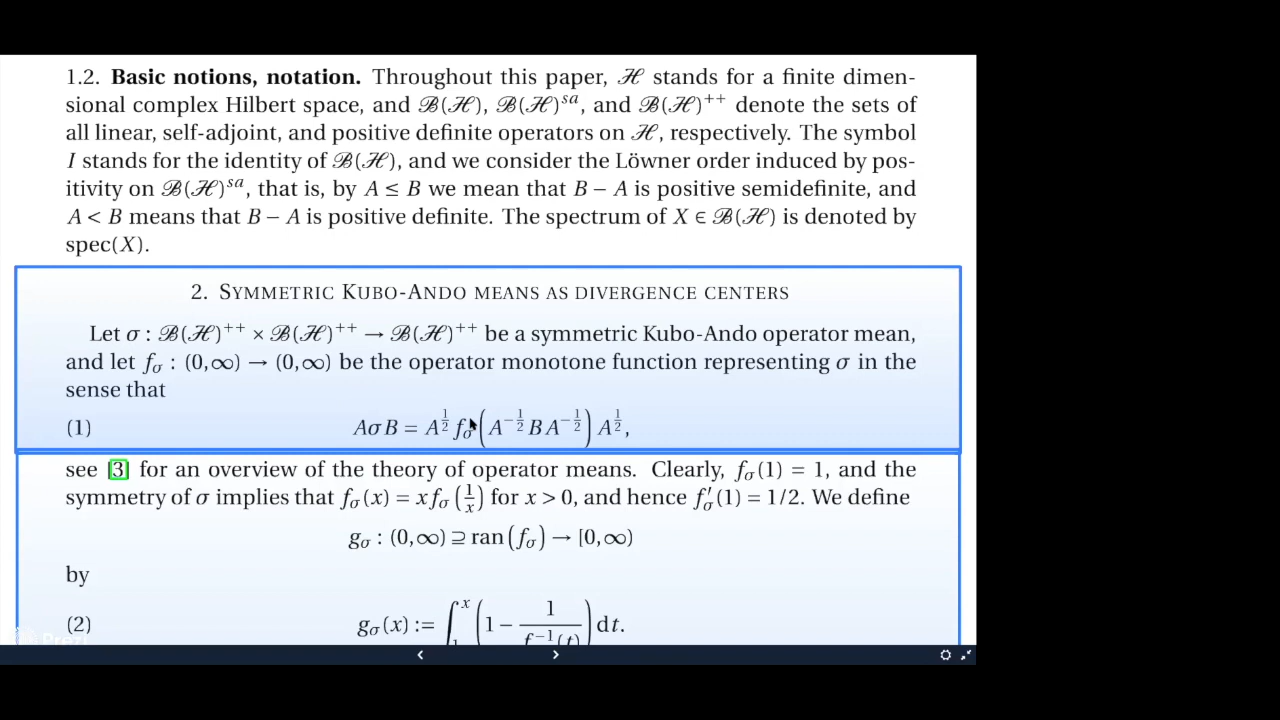 1.2. Basic notions, notation. Throughout this paper, ℋ stands for a finite dimen-
sional complex Hilbert space, and ℬ(ℋ), ℬ(ℋ)^{sa}, and ℬ(ℋ)^{++} denote the sets of
all linear, self-adjoint, and positive definite operators on ℋ, respectively. The symbol
I stands for the identity of ℬ(ℋ), and we consider the Löwner order induced by pos-
itivity on ℬ(ℋ)^{sa}, that is, by A ≤ B we mean that B − A is positive semidefinite, and
A < B means that B − A is positive definite. The spectrum of X ∈ ℬ(ℋ) is denoted by
spec(X).
2. SYMMETRIC KUBO-ANDO MEANS AS DIVERGENCE CENTERS
Let σ : ℬ(ℋ)^{++} × ℬ(ℋ)^{++} → ℬ(ℋ)^{++} be a symmetric Kubo-Ando operator mean,
and let f_σ : (0,∞) → (0,∞) be the operator monotone function representing σ in the
sense that
(1) AσB = A^{1/2} f_σ (A^{-1/2} B A^{-1/2}) A^{1/2},
see [3] for an overview of the theory of operator means. Clearly, f_σ(1) = 1, and the
symmetry of σ implies that f_σ(x) = x f_σ(1/x) for x > 0, and hence f′_σ(1) = 1/2. We define
g_σ : (0,∞) ⊇ ran(f_σ) → [0,∞)
by
(2) g_σ(x) := ∫_1^x (1 − 1/f^{−1}(t)) dt.
Prezi